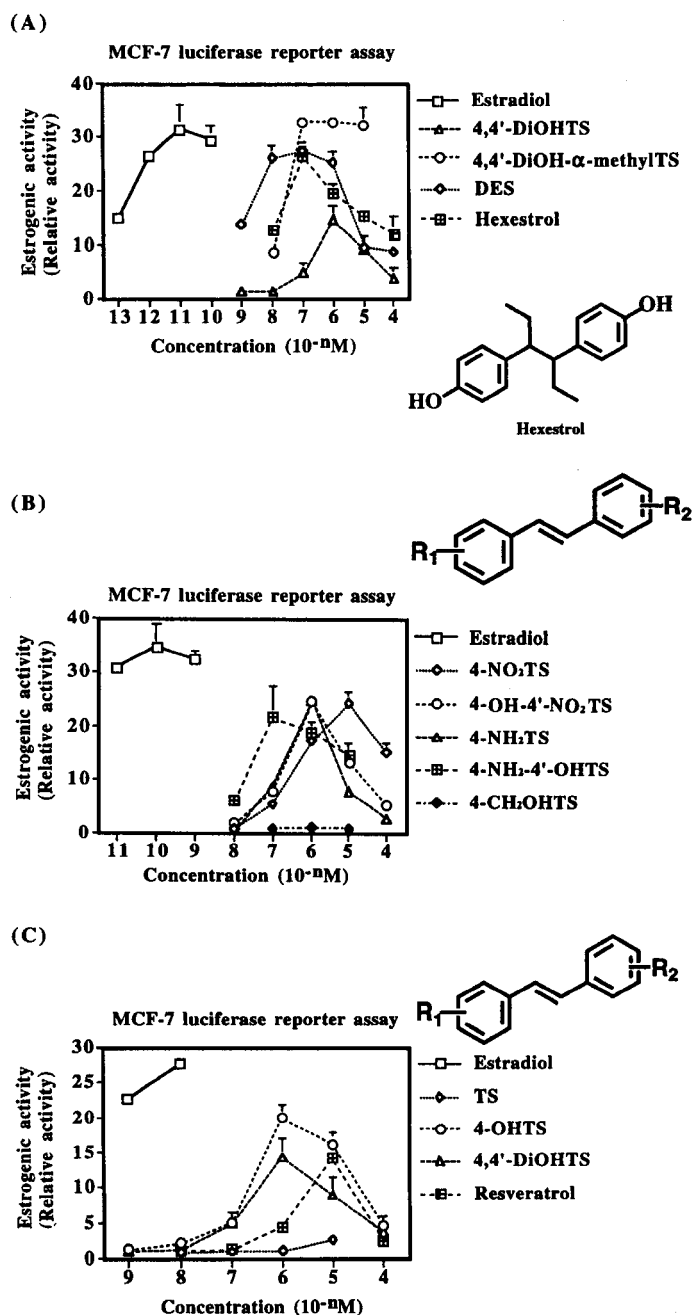 (A)
MCF-7 luciferase reporter assay
Estrogenic activity
(Relative activity)
40
30
20
10
0
13 12 11 10 9 8 7 6 5 4
Concentration (10⁻ⁿM)
Estradiol
4,4'-DiOHTS
4,4'-DiOH-α-methylTS
DES
Hexestrol
OH
HO
Hexestrol
(B)
R₁
R₂
MCF-7 luciferase reporter assay
Estrogenic activity
(Relative activity)
40
30
20
10
0
11 10 9 8 7 6 5 4
Concentration (10⁻ⁿM)
Estradiol
4-NO₂TS
4-OH-4'-NO₂TS
4-NH₂TS
4-NH₂-4'-OHTS
4-CH₂OHTS
(C)
R₁
R₂
MCF-7 luciferase reporter assay
Estrogenic activity
(Relative activity)
30
25
20
15
10
5
0
9 8 7 6 5 4
Concentration (10⁻ⁿM)
Estradiol
TS
4-OHTS
4,4'-DiOHTS
Resveratrol